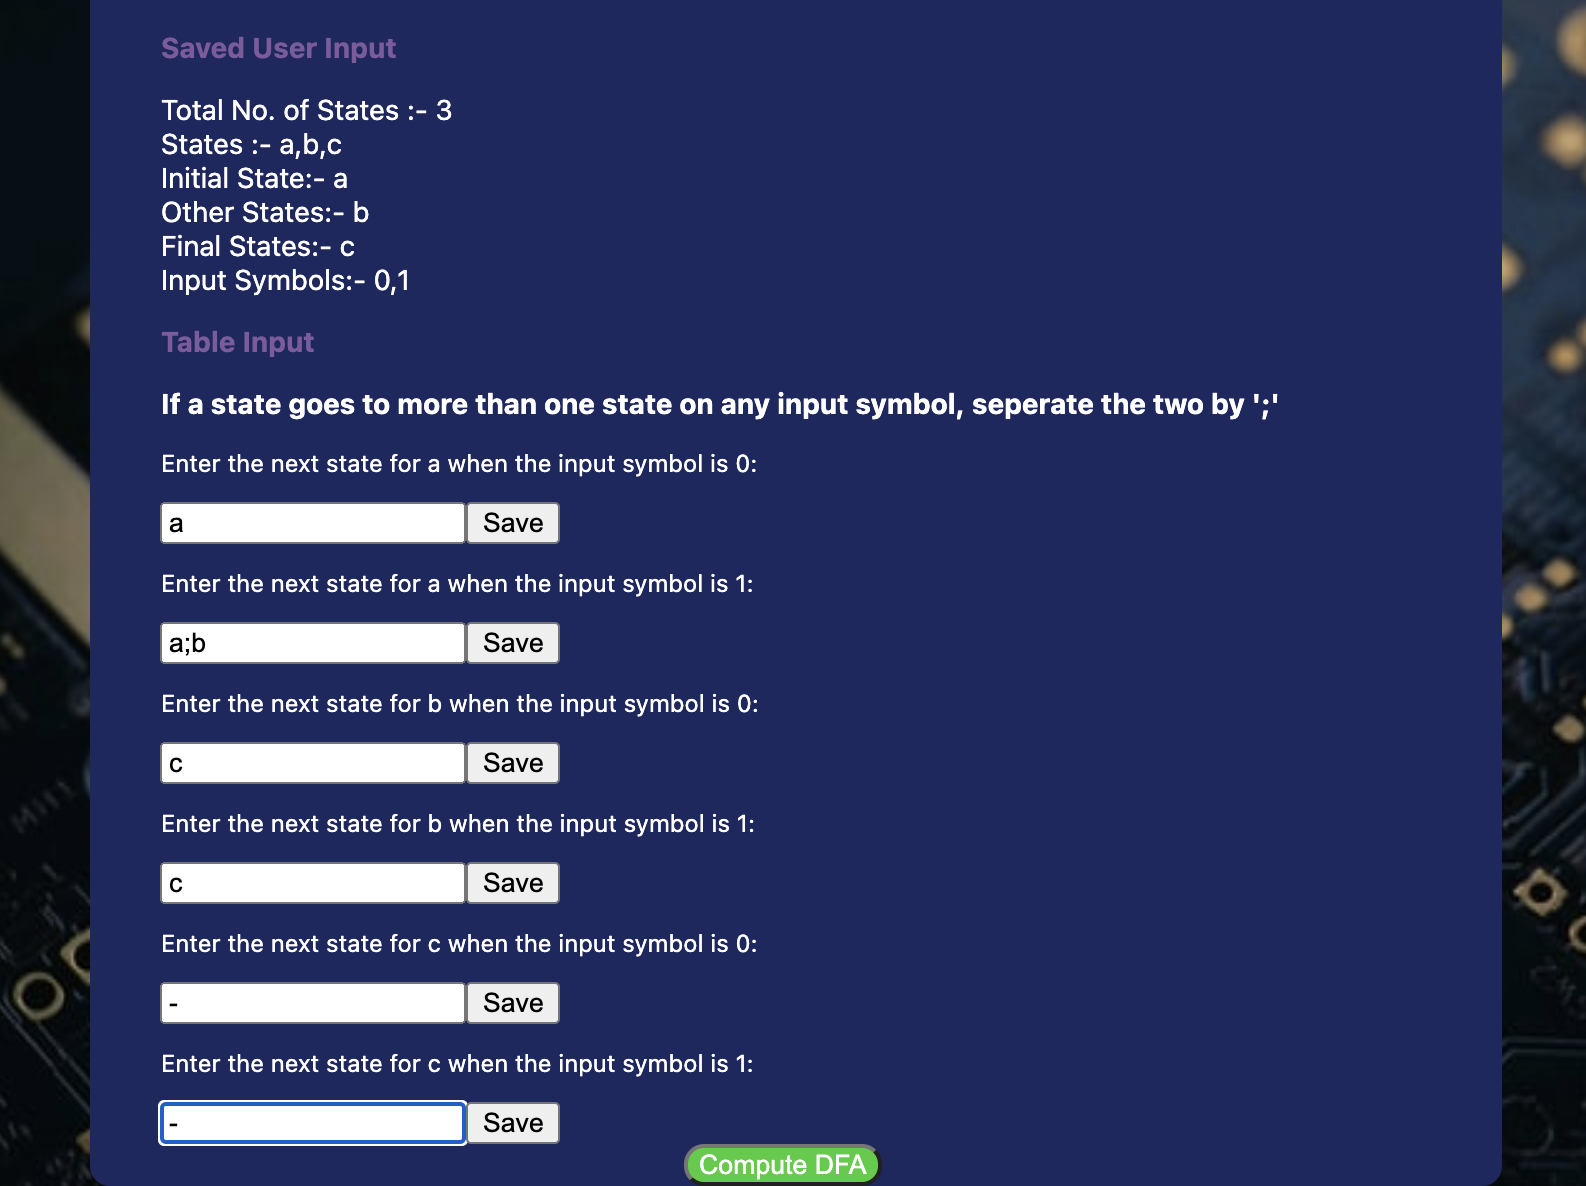 Saved User Input
Total No. of States :- 3
States :- a,b,c
Initial State:- a
Other States:- b
Final States:- c
Input Symbols:- 0,1
Table Input
If a state goes to more than one state on any input symbol, seperate the two by ';'
Enter the next state for a when the input symbol is 0:
a Save
Enter the next state for a when the input symbol is 1:
a;b Save
Enter the next state for b when the input symbol is 0:
c Save
Enter the next state for b when the input symbol is 1:
c Save
Enter the next state for c when the input symbol is 0:
- Save
Enter the next state for c when the input symbol is 1:
- Save
Compute DFA